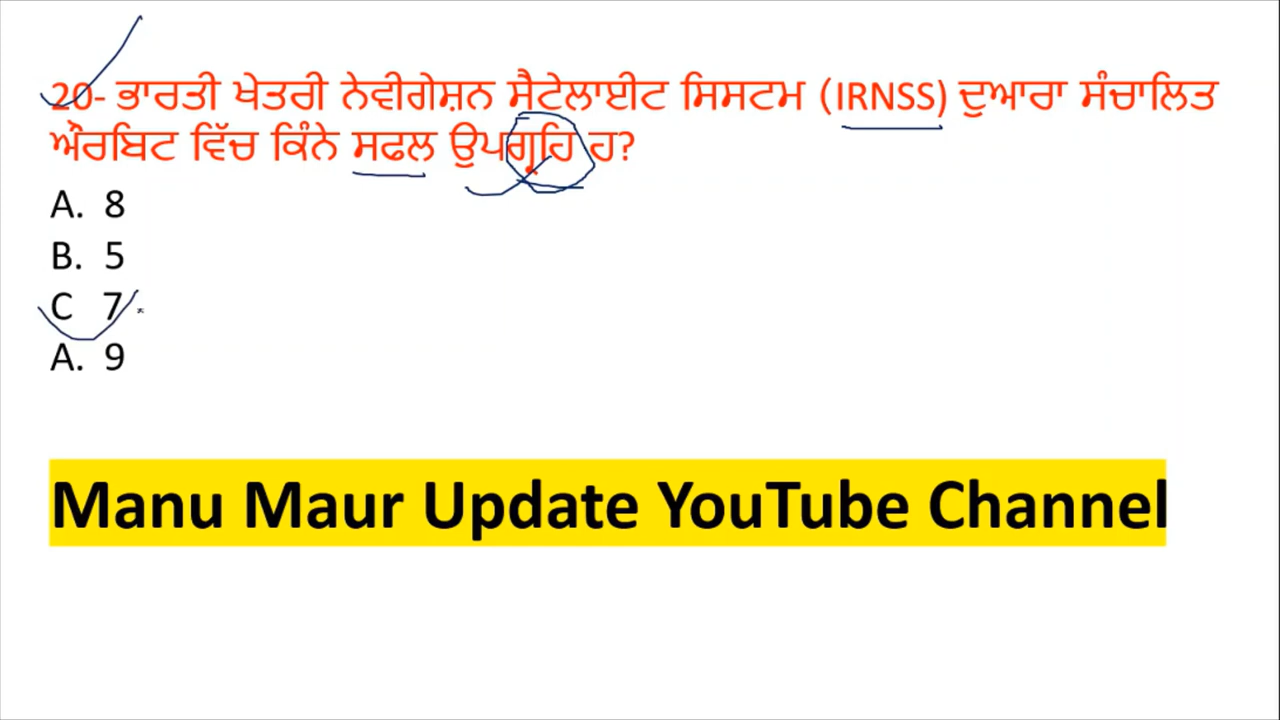 20- ਭਾਰਤੀ ਖੇਤਰੀ ਨੇਵੀਗੇਸ਼ਨ ਸੈਟੇਲਾਈਟ ਸਿਸਟਮ (IRNSS) ਦੁਆਰਾ ਸੰਚਾਲਿਤ
ਔਰਬਿਟ ਵਿੱਚ ਕਿੰਨੇ ਸਫਲ ਉਪਗ੍ਰਹਿ ਹ?
A. 8
B. 5
C 7
A. 9
Manu Maur Update YouTube Channel